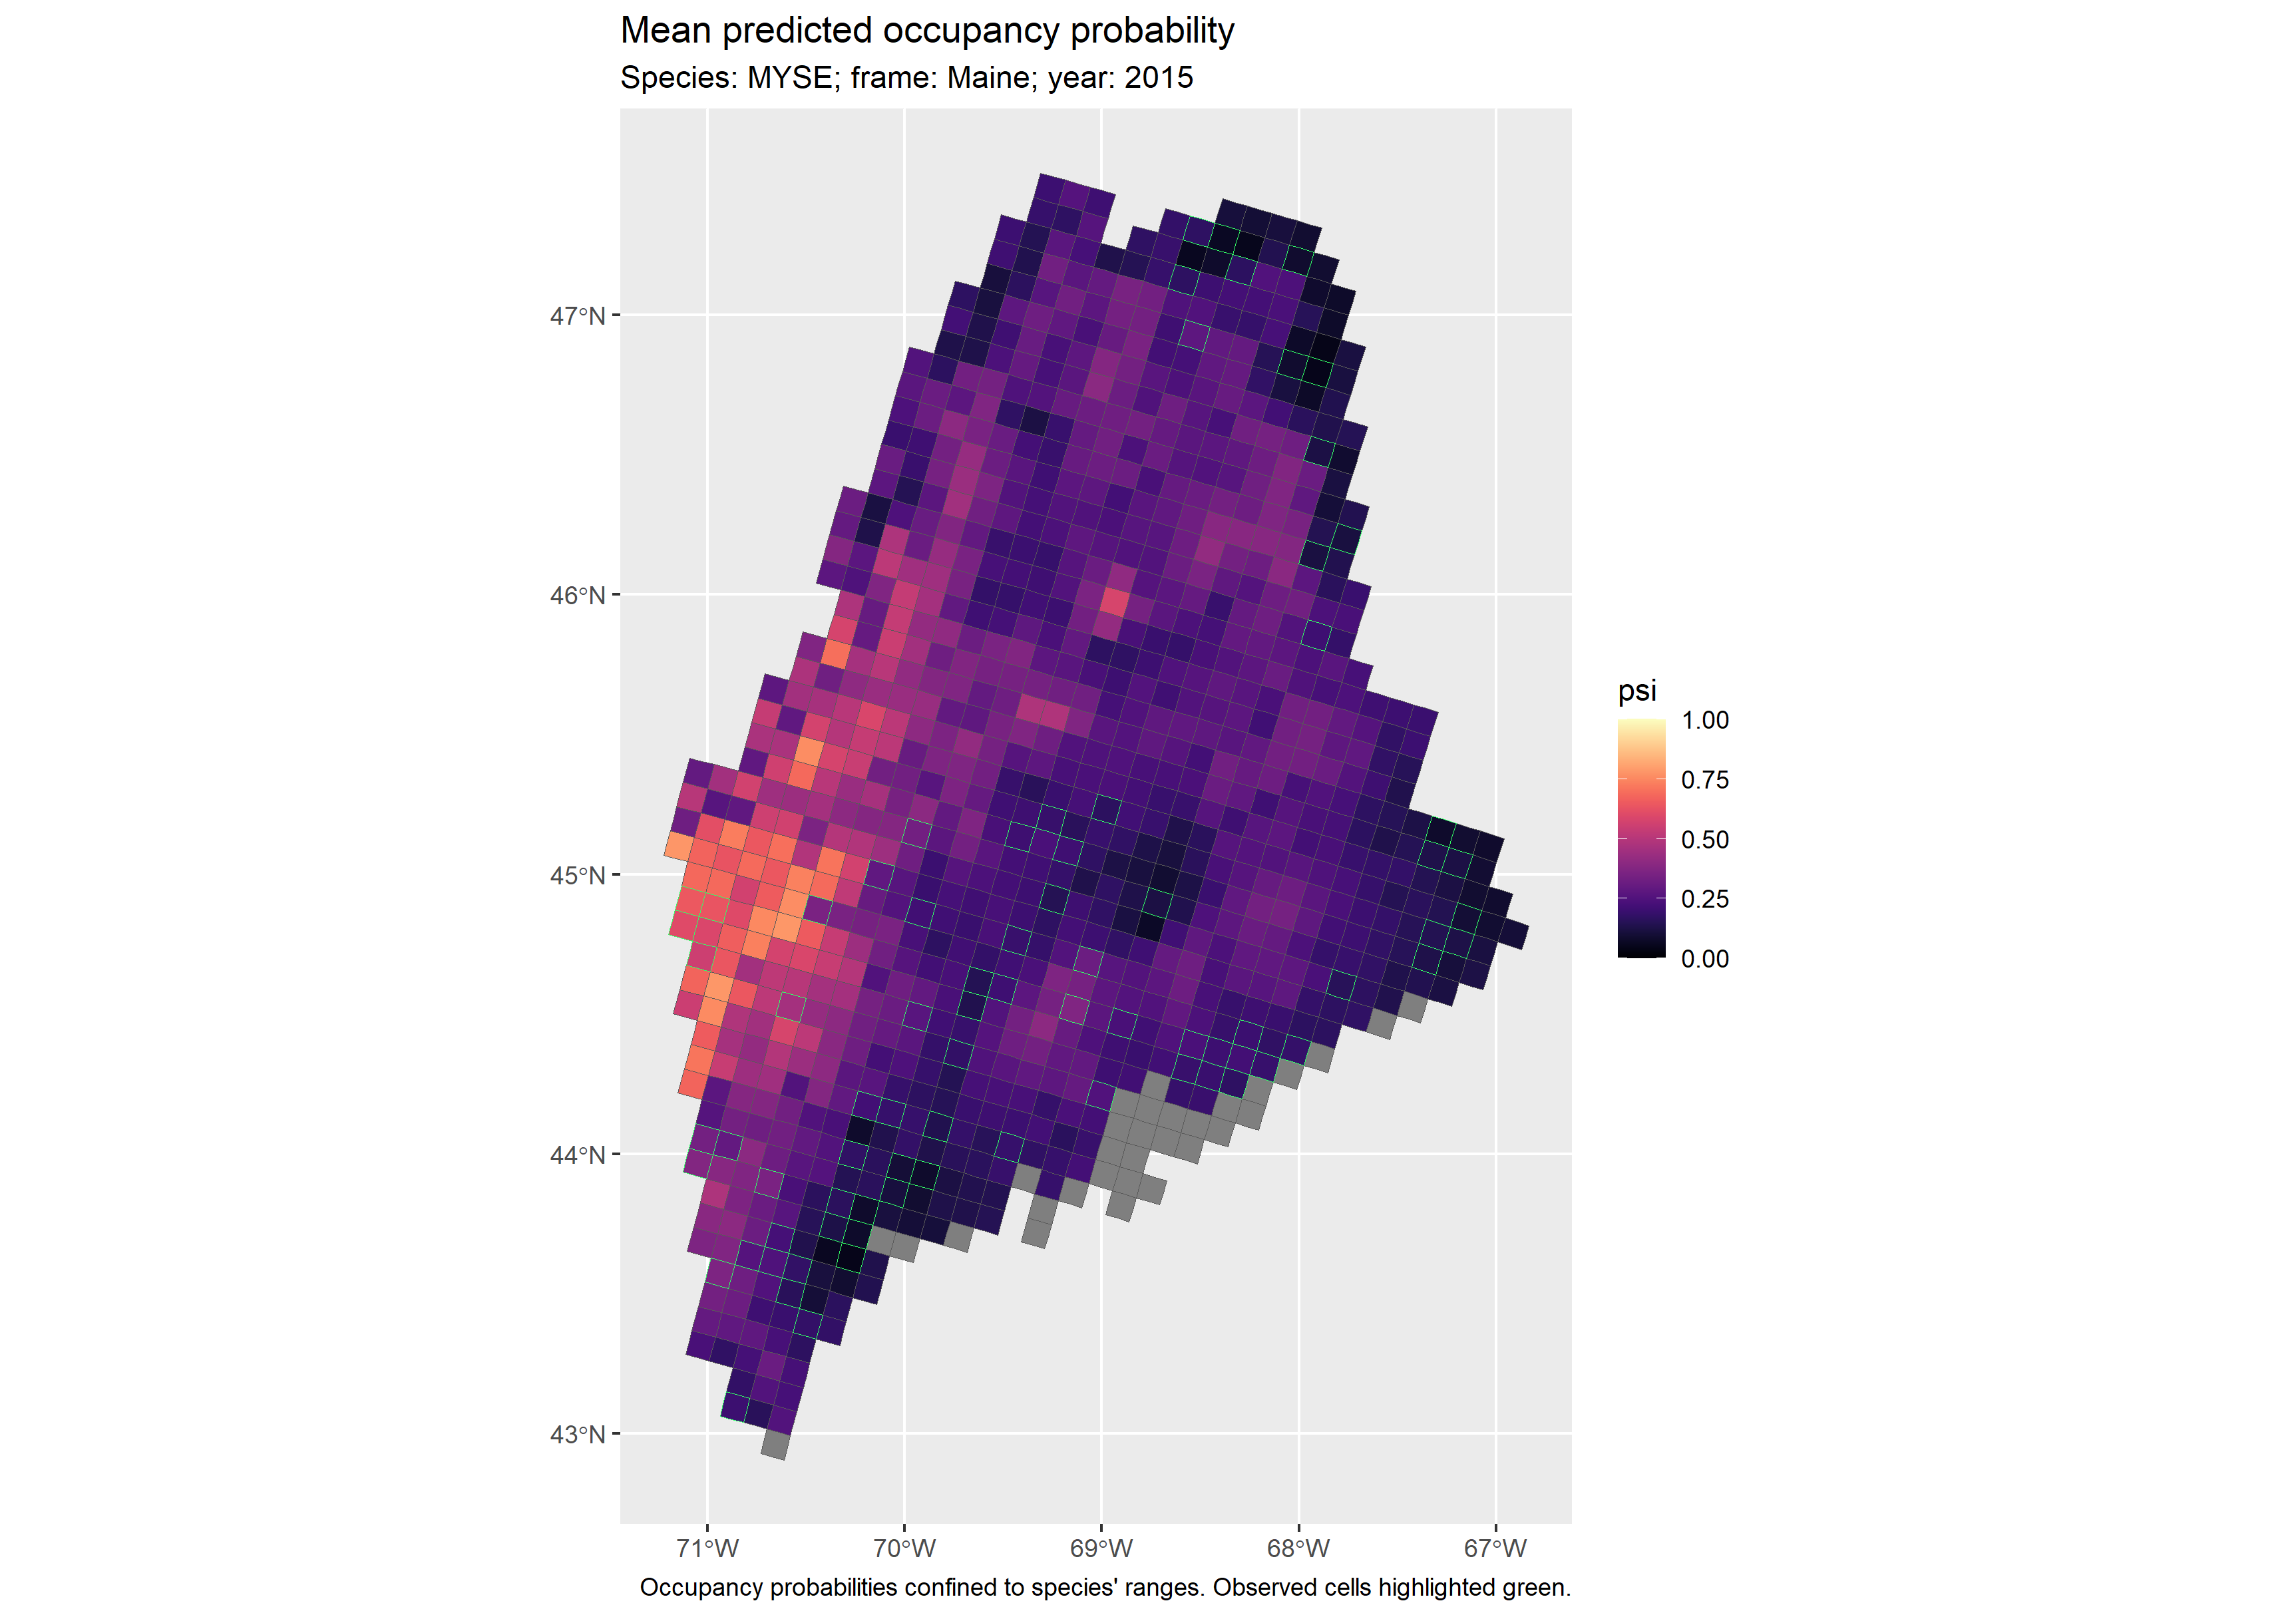 Mean predicted occupancy probability
Species: MYSE; frame: Maine; year: 2015
47°N
46°N
45°N
44°N
43°N
71°W
70°W
69°W
68°W
67°W
psi
1.00
0.75
0.50
0.25
0.00
Occupancy probabilities confined to species' ranges. Observed cells highlighted green.